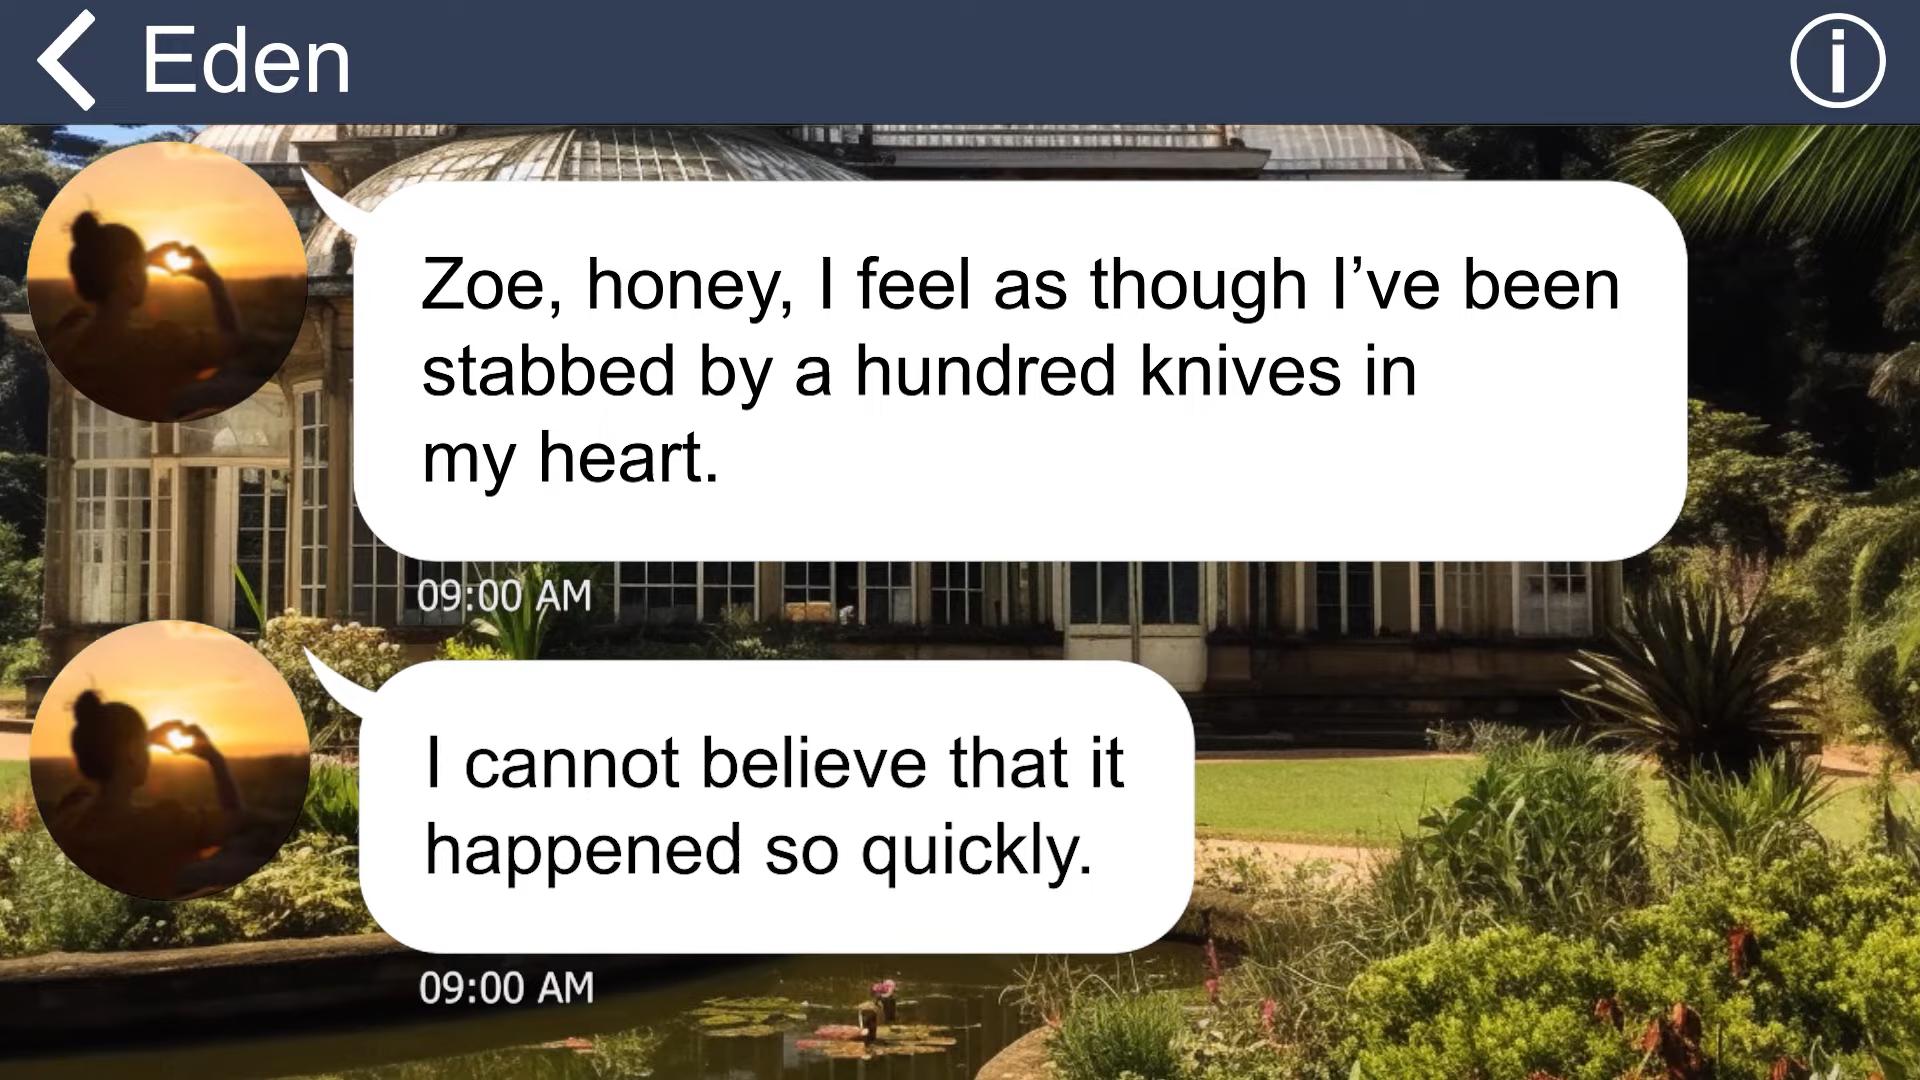 Eden
Zoe, honey, I feel as though I’ve been
stabbed by a hundred knives in
my heart.
09:00 AM
I cannot believe that it
happened so quickly.
09:00 AM